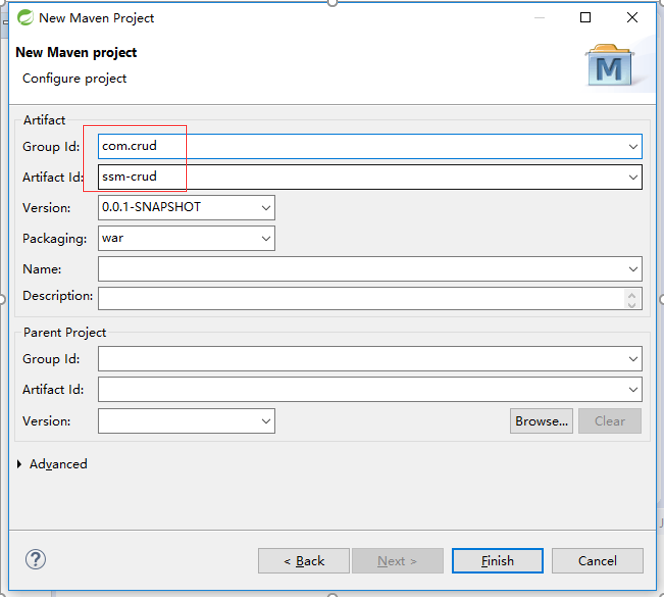 New Maven Project
New Maven project
Configure project
M
Artifact
Group Id: com.crud
Artifact Id: ssm-crud
Version: 0.0.1-SNAPSHOT
Packaging: war
Name:
Description:
Parent Project
Group Id:
Artifact Id:
Version: Browse... Clear
Advanced
? < Back Next > Finish Cancel